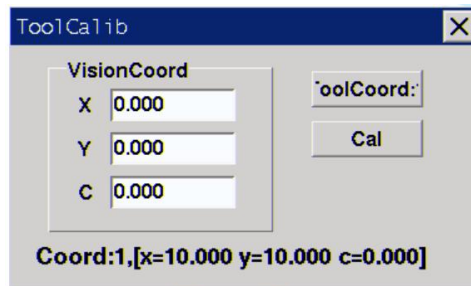 ToolCalib
VisionCoord
X 0.000
Y 0.000
C 0.000
oolCoord:
Cal
Coord:1,[x=10.000 y=10.000 c=0.000]